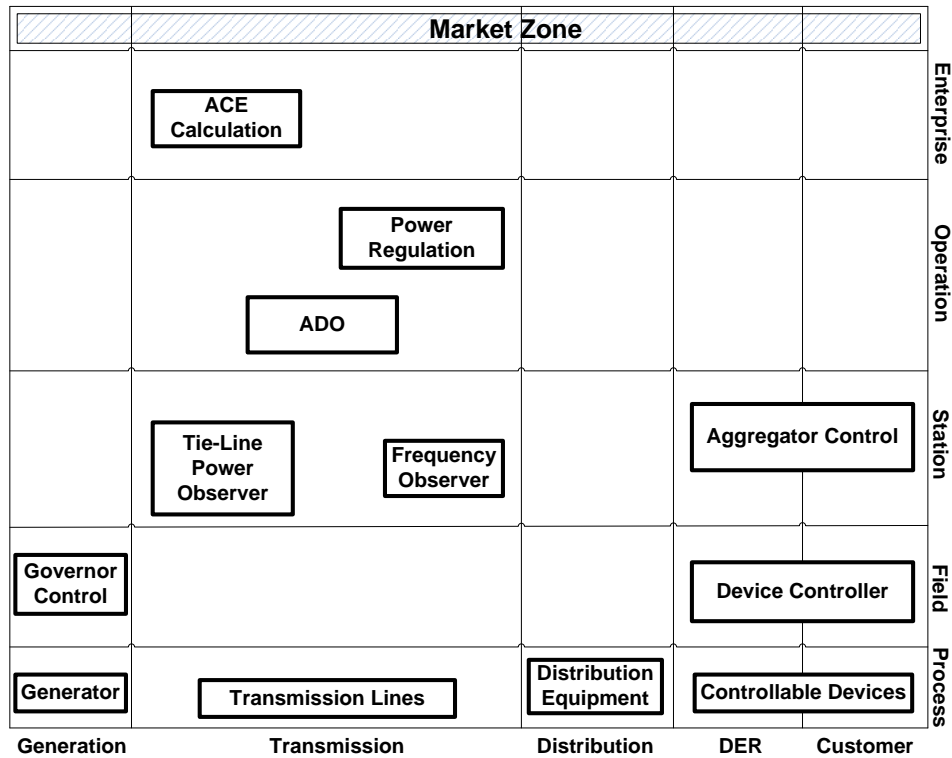 Market Zone
Enterprise
ACE
Calculation
Operation
Power
Regulation
ADO
Station
Tie-Line
Power
Observer
Frequency
Observer
Aggregator Control
Field
Governor
Control
Device Controller
Process
Generator
Transmission Lines
Distribution
Equipment
Controllable Devices
Generation
Transmission
Distribution
DER
Customer